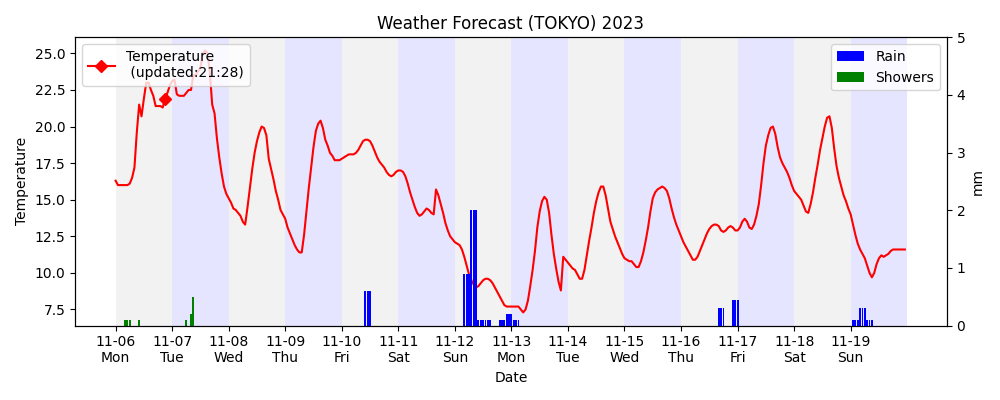 Weather Forecast (TOKYO) 2023
Temperature
(updated:21:28)
Rain
Showers
Temperature
25.0
22.5
20.0
17.5
15.0
12.5
10.0
7.5
5
4
3
2
1
0
mm
11-06 11-07 11-08 11-09 11-10 11-11 11-12 11-13 11-14 11-15 11-16 11-17 11-18 11-19
Mon Tue Wed Thu Fri Sat Sun Mon Tue Wed Thu Fri Sat Sun
Date